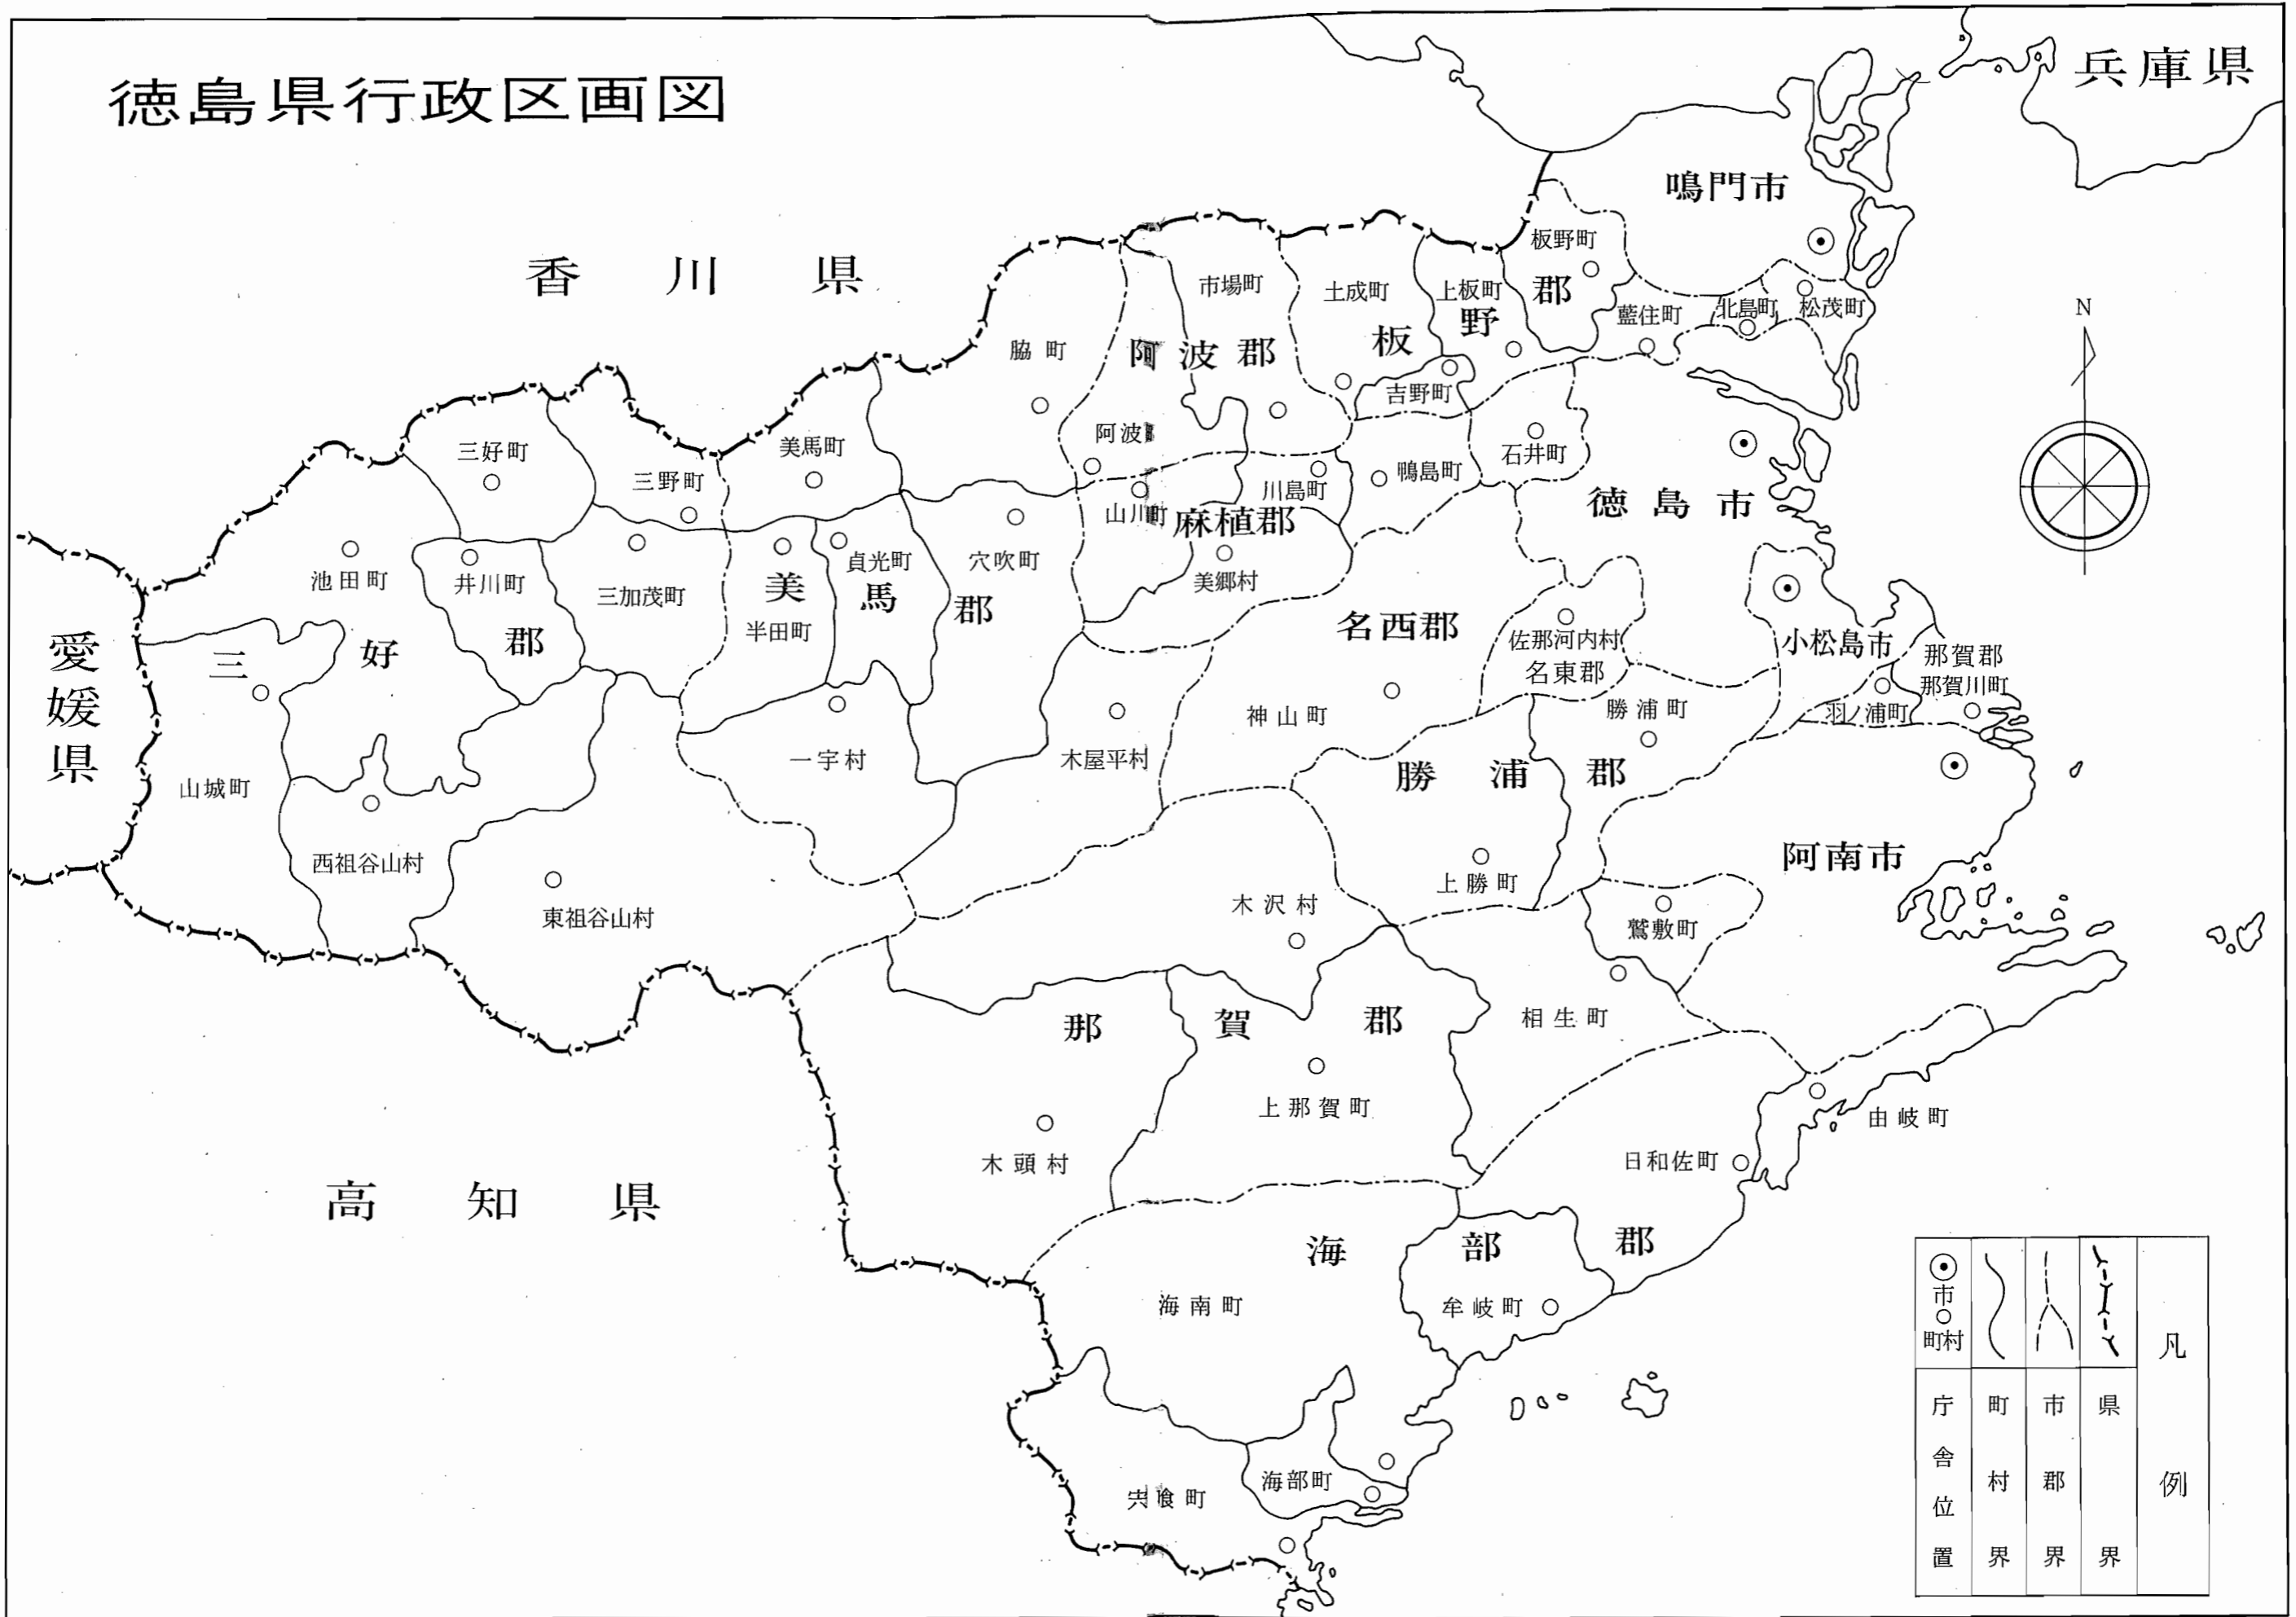 徳島県行政区画図
兵庫県
香川県
愛媛県
高知県
N
鳴門市
徳島市
小松島市
阿南市
板野郡
板野町
上板町
土成町
吉野町
藍住町
北島町
松茂町
阿波郡
市場町
阿波
麻植郡
鴨島町
川島町
山川町
美郷村
名西郡
石井町
神山町
名東郡
佐那河内村
勝浦郡
勝浦町
上勝町
美馬郡
脇町
美馬町
半田町
貞光町
穴吹町
一宇村
木屋平村
三好郡
三好町
三野町
池田町
井川町
三加茂町
山城町
西祖谷山村
東祖谷山村
那賀郡
那賀川町
羽ノ浦町
那賀郡
鷲敷町
相生町
上那賀町
木沢村
木頭村
海部郡
由岐町
日和佐町
牟岐町
海南町
海部町
宍喰町
凡例
県界
市郡界
町村界
市
町村
庁舎位置